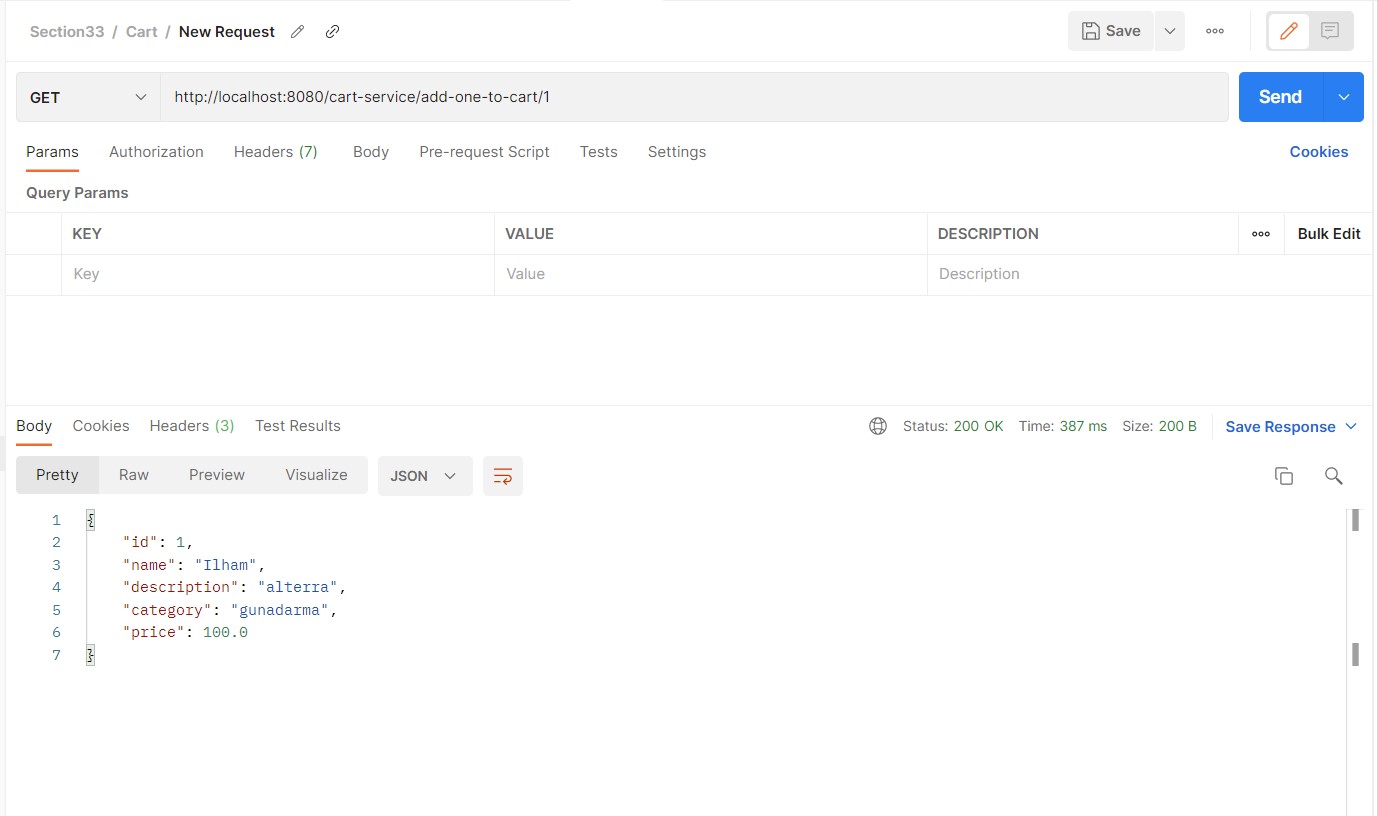 Section33 / Cart / New Request
Save
GET
http://localhost:8080/cart-service/add-one-to-cart/1
Send
Params Authorization Headers (7) Body Pre-request Script Tests Settings Cookies
Query Params
KEY VALUE DESCRIPTION Bulk Edit
Key Value Description
Body Cookies Headers (3) Test Results Status: 200 OK Time: 387 ms Size: 200 B Save Response
Pretty Raw Preview Visualize JSON
1 {
2 "id": 1,
3 "name": "Ilham",
4 "description": "alterra",
5 "category": "gunadarma",
6 "price": 100.0
7 }